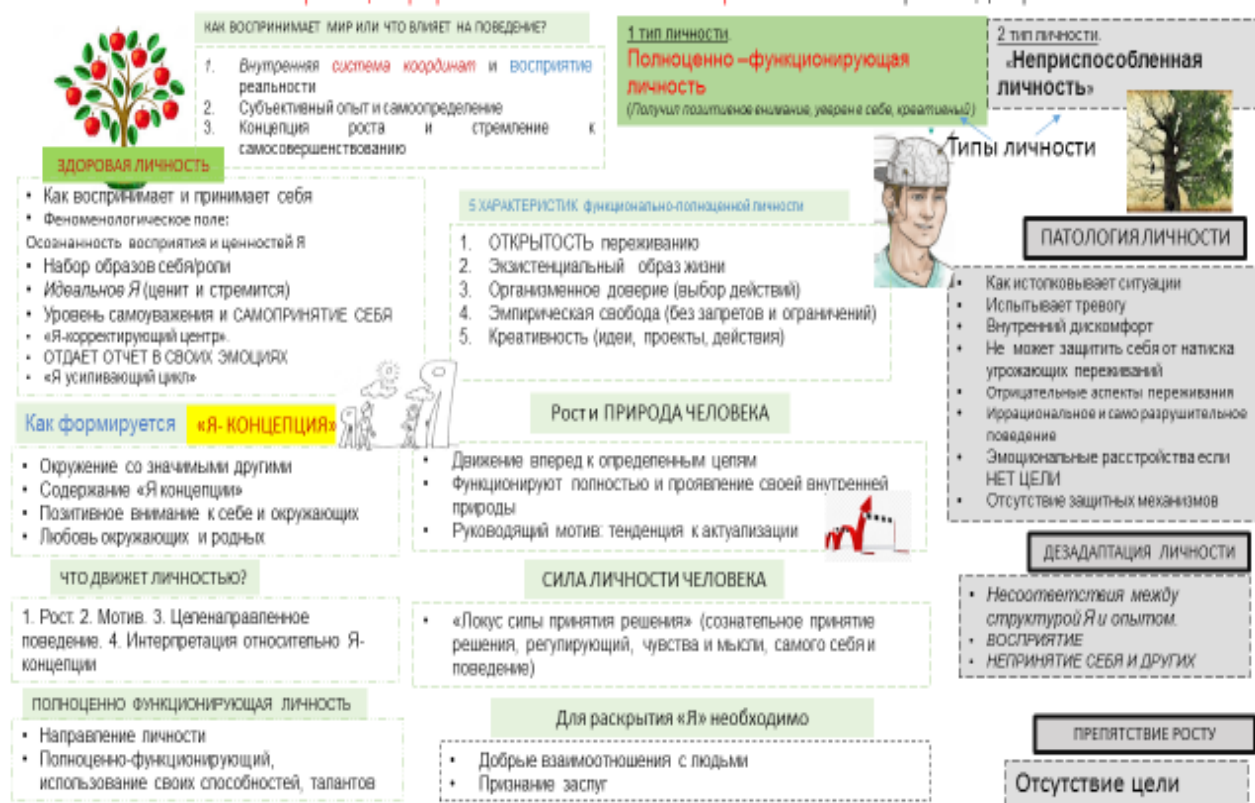 КАК ВОСПРИНИМАЕТ МИР ИЛИ ЧТО ВЛИЯЕТ НА ПОВЕДЕНИЕ?
1. Внутренняя система координат и восприятие
реальности
2. Субъективный опыт и самоопределение
3. Концепция роста и стремление к
самосовершенствованию
1 тип личности.
Полноценно –функционирующая
личность
(Получил позитивное внимание, уверен в себе, креативный)
2 тип личности.
«Неприспособленная
личность»
Типы личности
ЗДОРОВАЯ ЛИЧНОСТЬ
• Как воспринимает и принимает себя
• Феноменологическое поле:
Осознанность восприятия и ценностей Я
• Набор образов себя/роли
• Идеальное Я (ценит и стремится)
• Уровень самоуважения и САМОПРИНЯТИЕ СЕБЯ
• «Я-корректирующий центр».
• ОТДАЕТ ОТЧЕТ В СВОИХ ЭМОЦИЯХ
• «Я усиливающий цикл»
5 ХАРАКТЕРИСТИК функционально-полноценной личности
1. ОТКРЫТОСТЬ переживанию
2. Экзистенциальный образ жизни
3. Организменное доверие (выбор действий)
4. Эмпирическая свобода (без запретов и ограничений)
5. Креативность (идеи, проекты, действия)
ПАТОЛОГИЯ ЛИЧНОСТИ
• Как истолковывает ситуации
• Испытывает тревогу
• Внутренний дискомфорт
• Не может защитить себя от натиска
угрожающих переживаний
• Отрицательные аспекты переживания
• Иррациональное и само разрушительное
поведение
• Эмоциональные расстройства если
НЕТ ЦЕЛИ
• Отсутствие защитных механизмов
Как формируется «Я- КОНЦЕПЦИЯ»
• Окружение со значимыми другими
• Содержание «Я концепции»
• Позитивное внимание к себе и окружающих
• Любовь окружающих и родных
Рост и ПРИРОДА ЧЕЛОВЕКА
• Движение вперед к определенным целям
• Функционируют полностью и проявление своей внутренней
природы
• Руководящий мотив: тенденция к актуализации
ДЕЗАДАПТАЦИЯ ЛИЧНОСТИ
• Несоответствия между
структурой Я и опытом.
• ВОСПРИЯТИЕ
• НЕПРИНЯТИЕ СЕБЯ И ДРУГИХ
ЧТО ДВИЖЕТ ЛИЧНОСТЬЮ?
1. Рост. 2. Мотив. 3. Целенаправленное
поведение. 4. Интерпретация относительно Я-
концепции
СИЛА ЛИЧНОСТИ ЧЕЛОВЕКА
• «Локус силы принятия решения» (сознательное принятие
решения, регулирующий, чувства и мысли, самого себя и
поведение)
ПОЛНОЦЕННО ФУНКЦИОНИРУЮЩАЯ ЛИЧНОСТЬ
• Направление личности
• Полноценно-функционирующий,
использование своих способностей, талантов
Для раскрытия «Я» необходимо
• Добрые взаимоотношения с людьми
• Признание заслуг
ПРЕПЯТСТВИЕ РОСТУ
Отсутствие цели